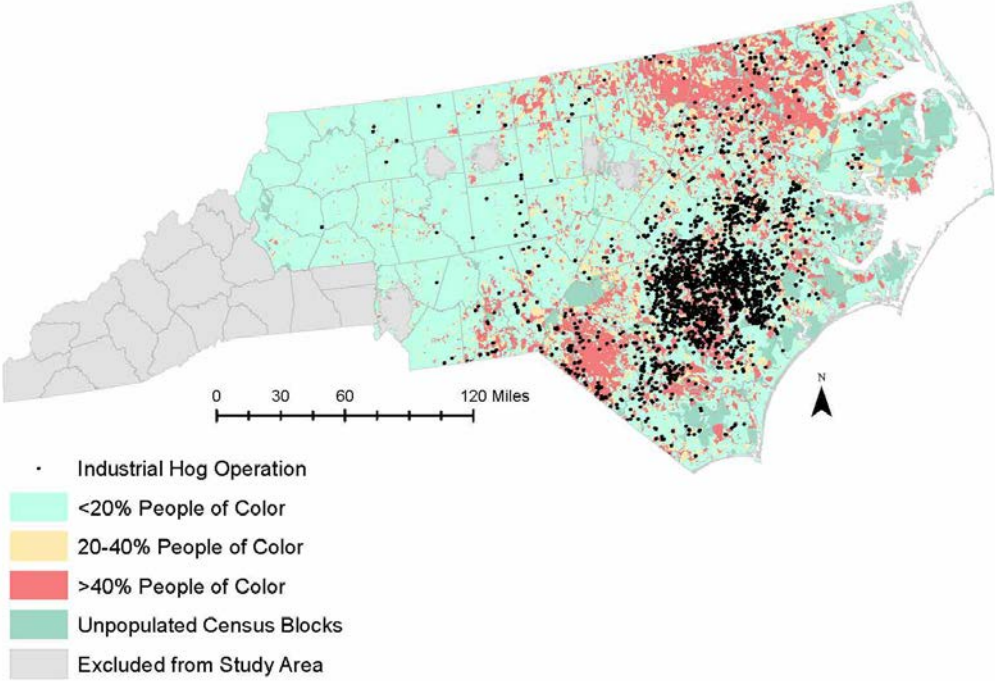 N
0 30 60 120 Miles
Industrial Hog Operation
<20% People of Color
20-40% People of Color
>40% People of Color
Unpopulated Census Blocks
Excluded from Study Area